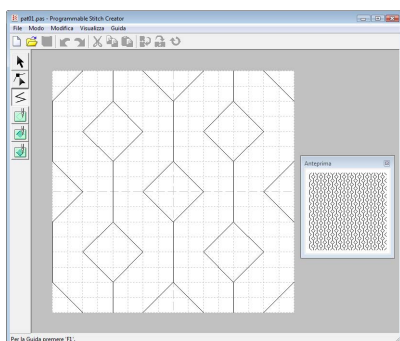 pat01.pas - Programmable Stitch Creator
File Modo Modifica Visualizza Guida
Anteprima
Per la Guida premere 'F1'.